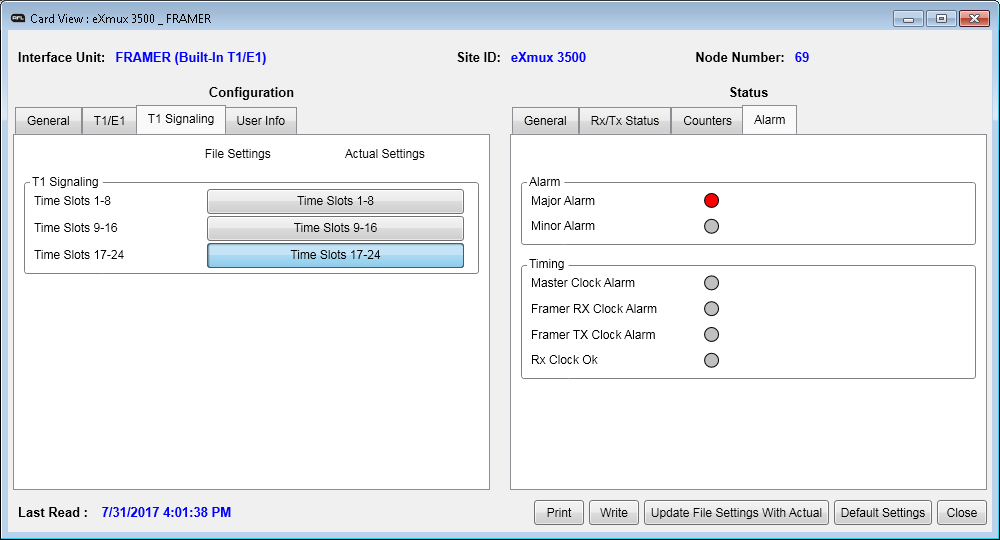 AFL Card View : eXmux 3500 _ FRAMER
Interface Unit: FRAMER (Built-In T1/E1) Site ID: eXmux 3500 Node Number: 69
Configuration
General T1/E1 T1 Signaling User Info
File Settings Actual Settings
T1 Signaling
Time Slots 1-8 Time Slots 1-8
Time Slots 9-16 Time Slots 9-16
Time Slots 17-24 Time Slots 17-24
Status
General Rx/Tx Status Counters Alarm
Alarm
Major Alarm
Minor Alarm
Timing
Master Clock Alarm
Framer RX Clock Alarm
Framer TX Clock Alarm
Rx Clock Ok
Last Read : 7/31/2017 4:01:38 PM
Print Write Update File Settings With Actual Default Settings Close